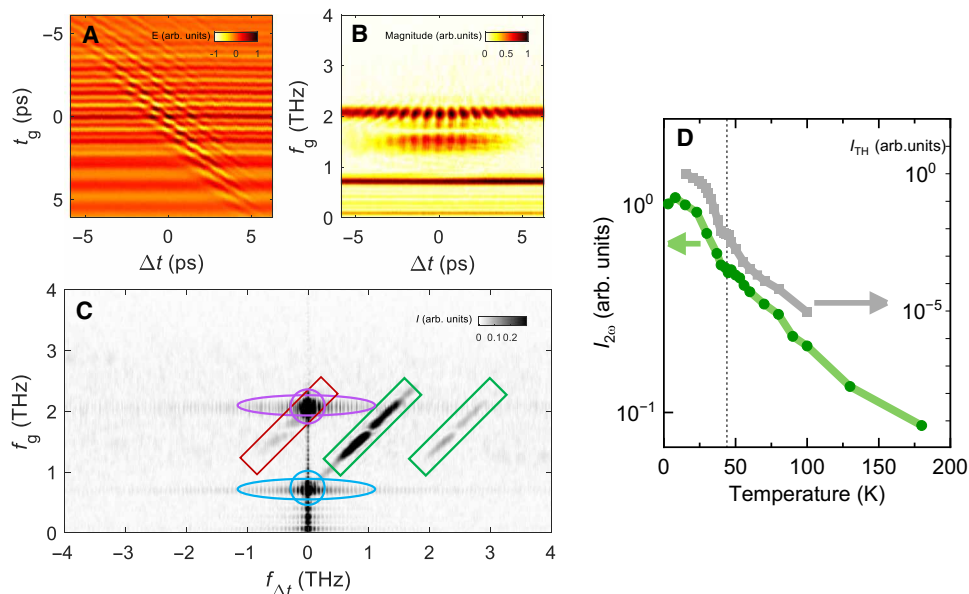 A
E (arb. units)
-1 0 1
−5
0
5
t_g (ps)
−5 0 5
Δt (ps)
B
Magnitude (arb.units)
0 0.5 1
4
3
2
1
0
f_g (THz)
−5 0 5
Δt (ps)
C
I (arb. units)
0 0.1 0.2
4
3
2
1
0
f_g (THz)
−4 −3 −2 −1 0 1 2 3 4
f_Δt (THz)
D
I_TH (arb.units)
10^0
10^-5
10^0
10^-1
I_2ω (arb. units)
0 50 100 150 200
Temperature (K)